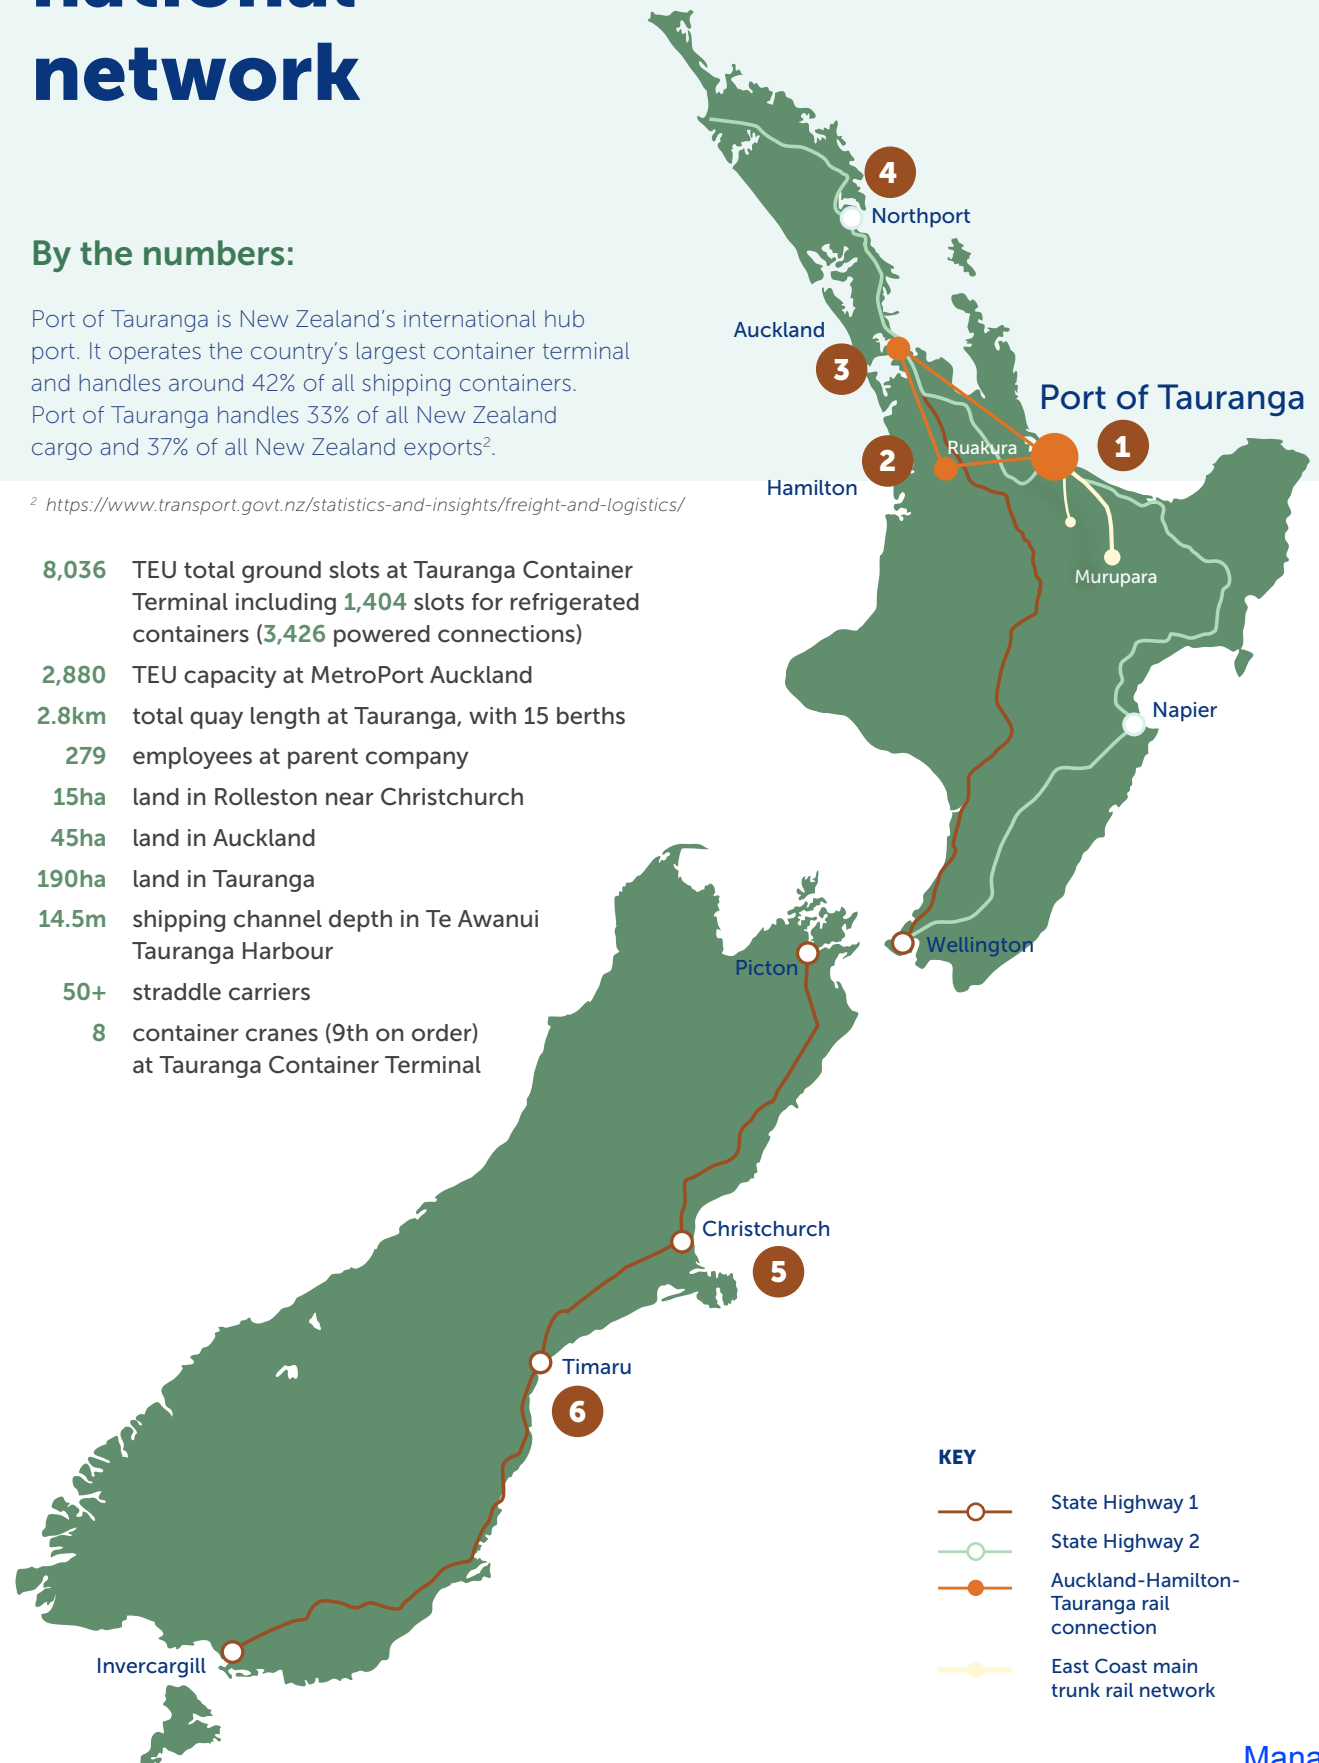 national
network
By the numbers:
Port of Tauranga is New Zealand’s international hub
port. It operates the country’s largest container terminal
and handles around 42% of all shipping containers.
Port of Tauranga handles 33% of all New Zealand
cargo and 37% of all New Zealand exports².
² https://www.transport.govt.nz/statistics-and-insights/freight-and-logistics/
8,036 TEU total ground slots at Tauranga Container
Terminal including 1,404 slots for refrigerated
containers (3,426 powered connections)
2,880 TEU capacity at MetroPort Auckland
2.8km total quay length at Tauranga, with 15 berths
279 employees at parent company
15ha land in Rolleston near Christchurch
45ha land in Auckland
190ha land in Tauranga
14.5m shipping channel depth in Te Awanui
Tauranga Harbour
50+ straddle carriers
8 container cranes (9th on order)
at Tauranga Container Terminal
4
Northport
Auckland
3
Port of Tauranga
1
Ruakura
2
Hamilton
Murupara
Napier
Wellington
Picton
Christchurch
5
Timaru
6
Invercargill
KEY
State Highway 1
State Highway 2
Auckland-Hamilton-
Tauranga rail
connection
East Coast main
trunk rail network